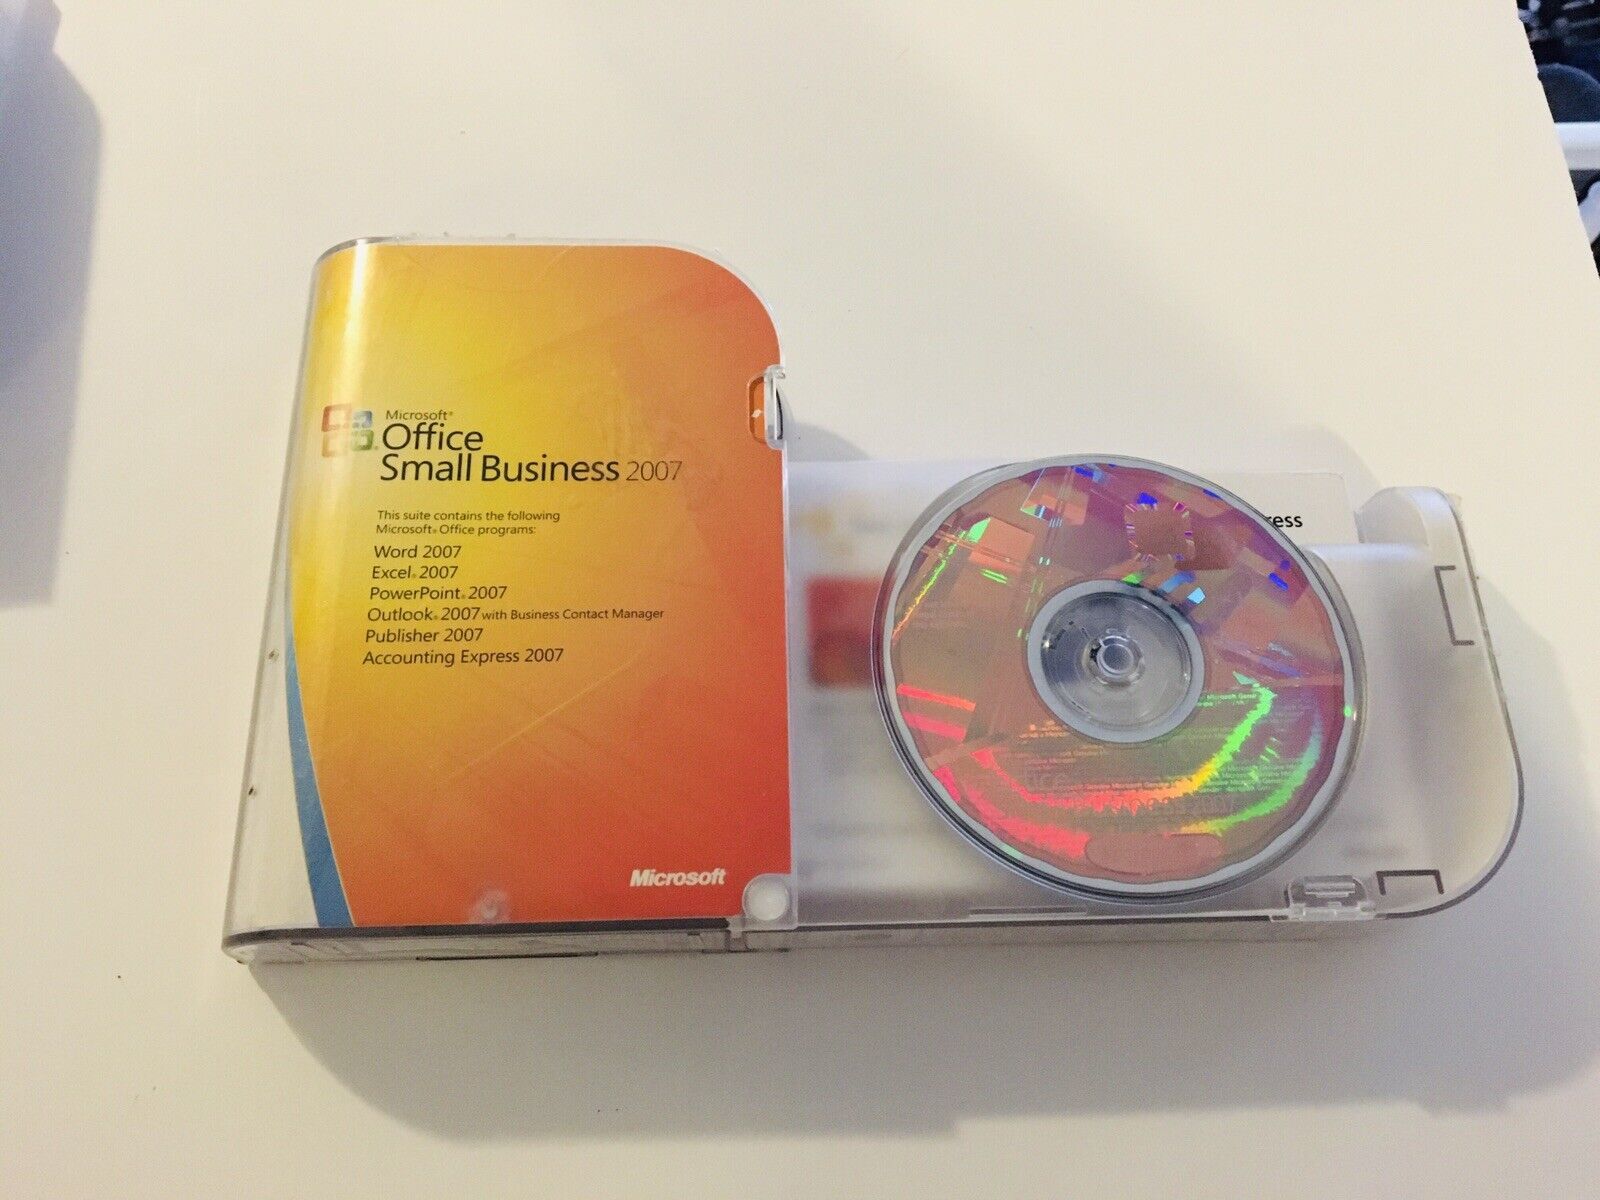 Microsoft®
Office
Small Business 2007
This suite contains the following
Microsoft® Office programs:
Word 2007
Excel® 2007
PowerPoint® 2007
Outlook® 2007 with Business Contact Manager
Publisher 2007
Accounting Express 2007
Microsoft